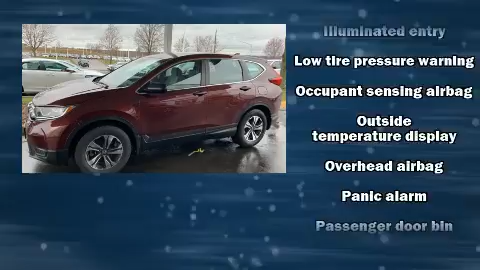 Illuminated entry
Low tire pressure warning
Occupant sensing airbag
Outside
temperature display
Overhead airbag
Panic alarm
Passenger door bin